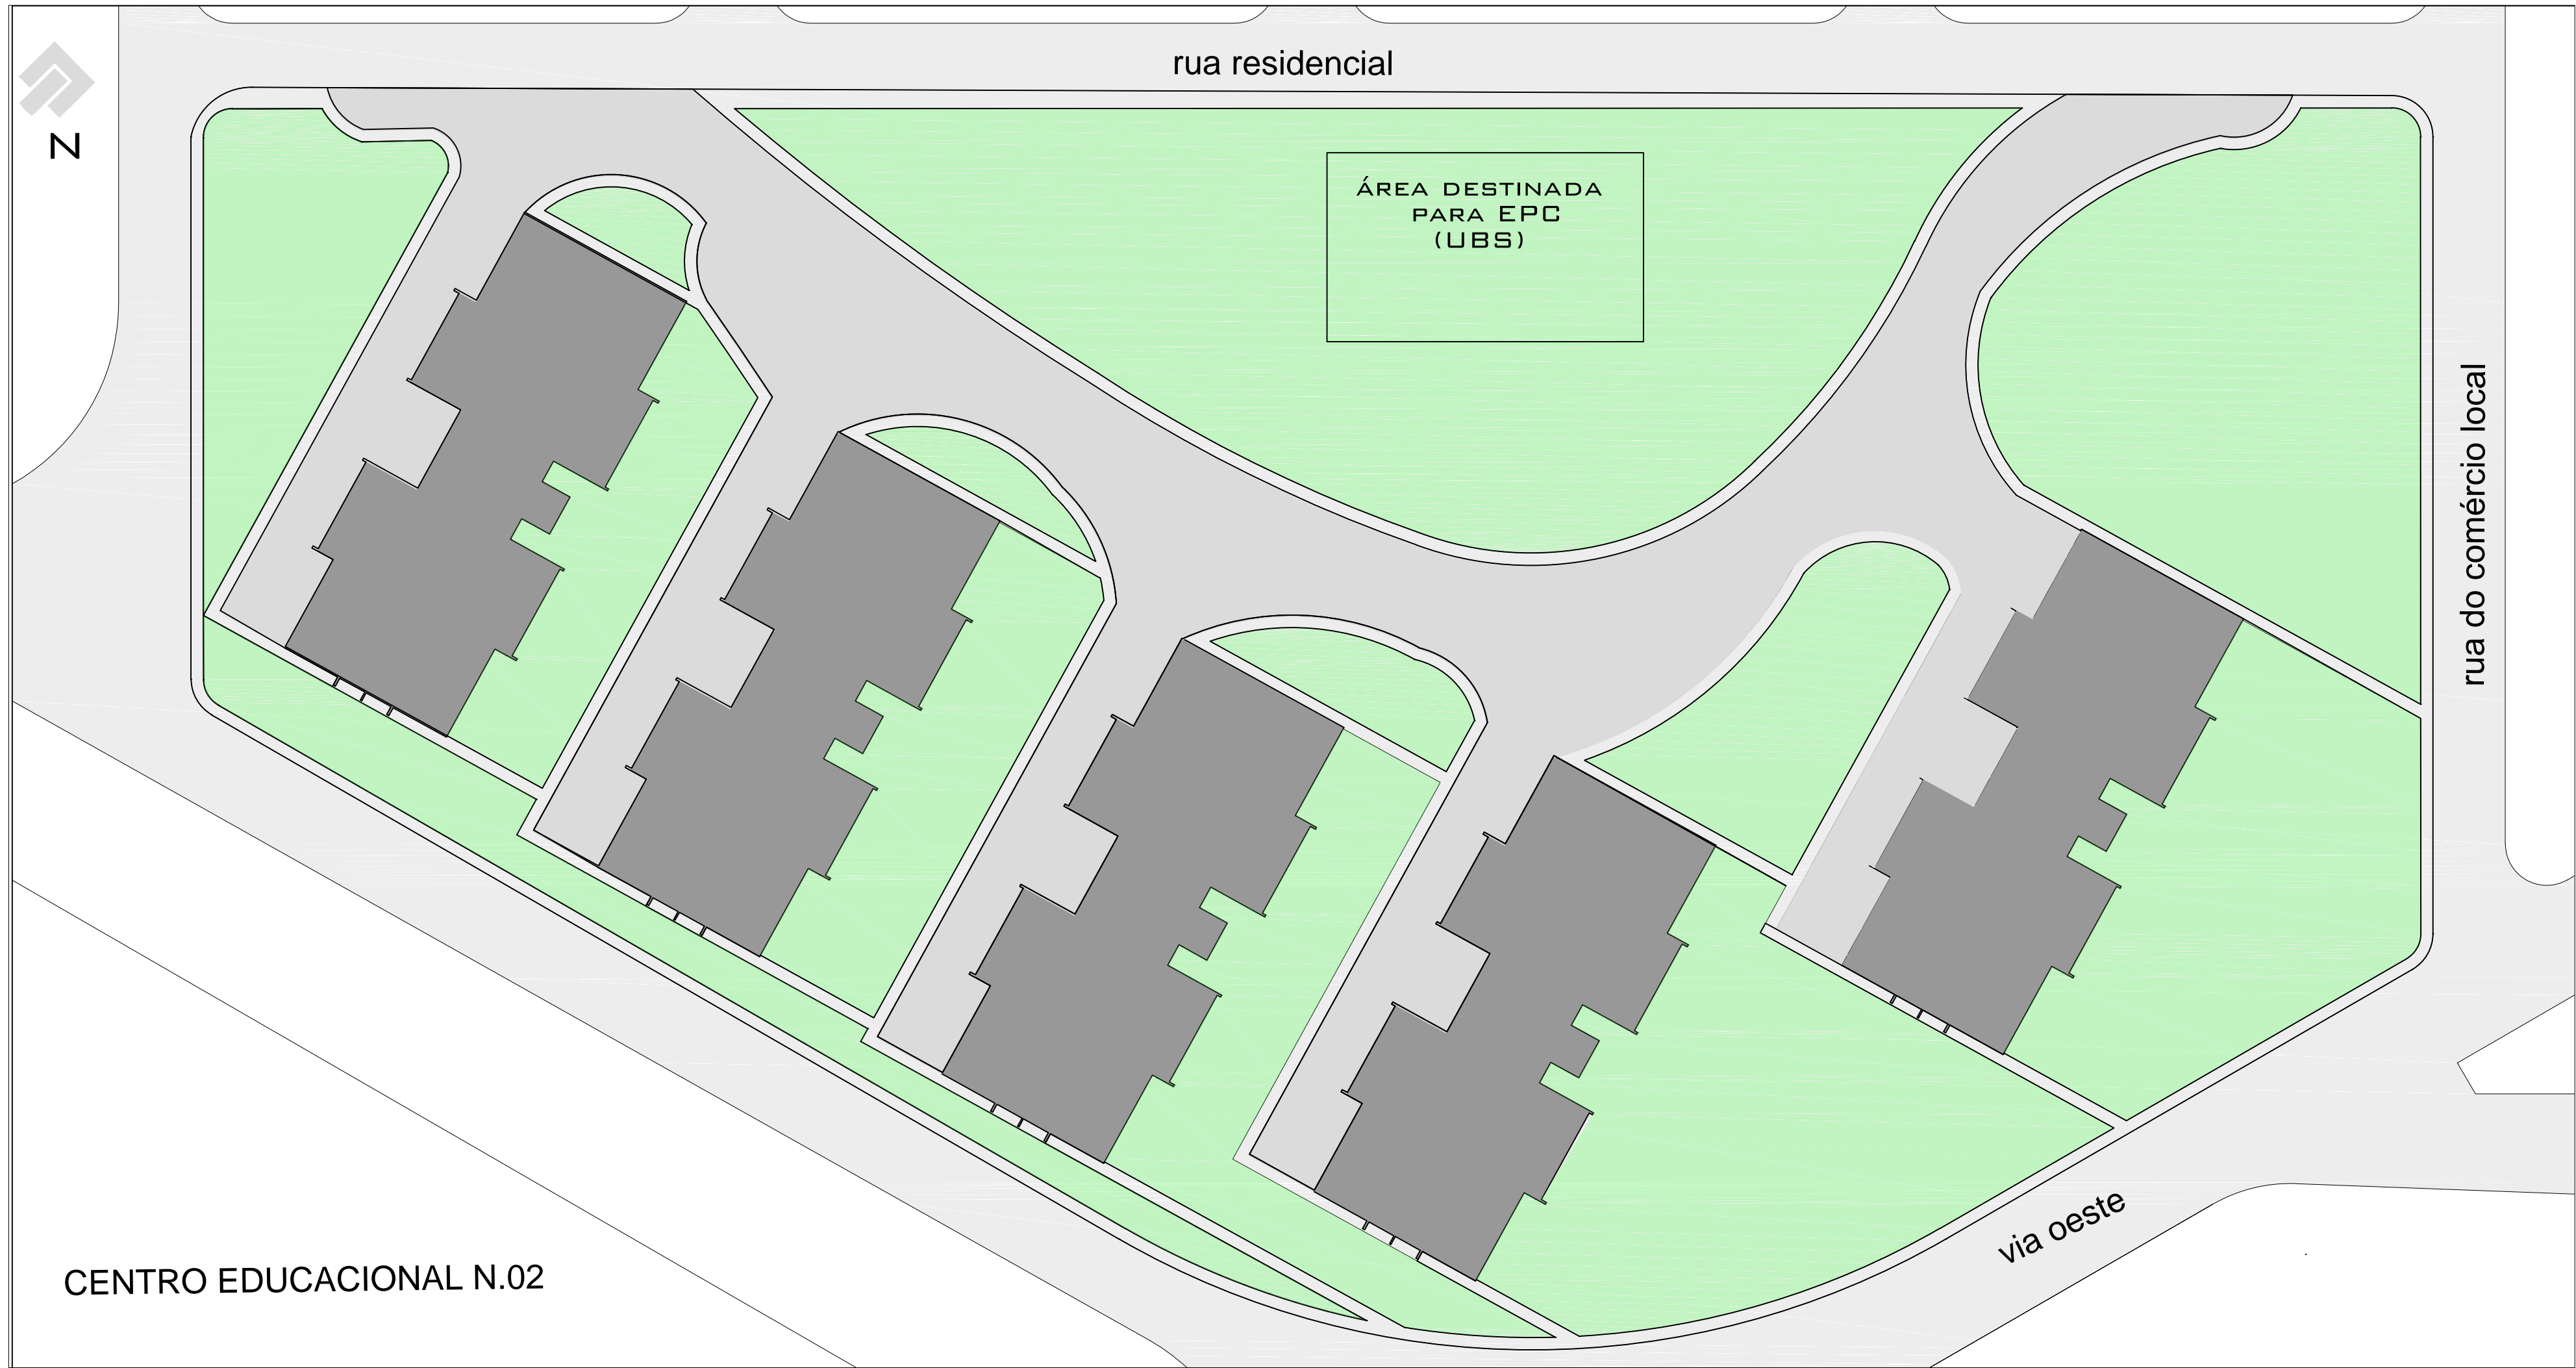 rua residencial
N
ÁREA DESTINADA
PARA EPC
(UBS)
rua do comércio local
via oeste
CENTRO EDUCACIONAL N.02